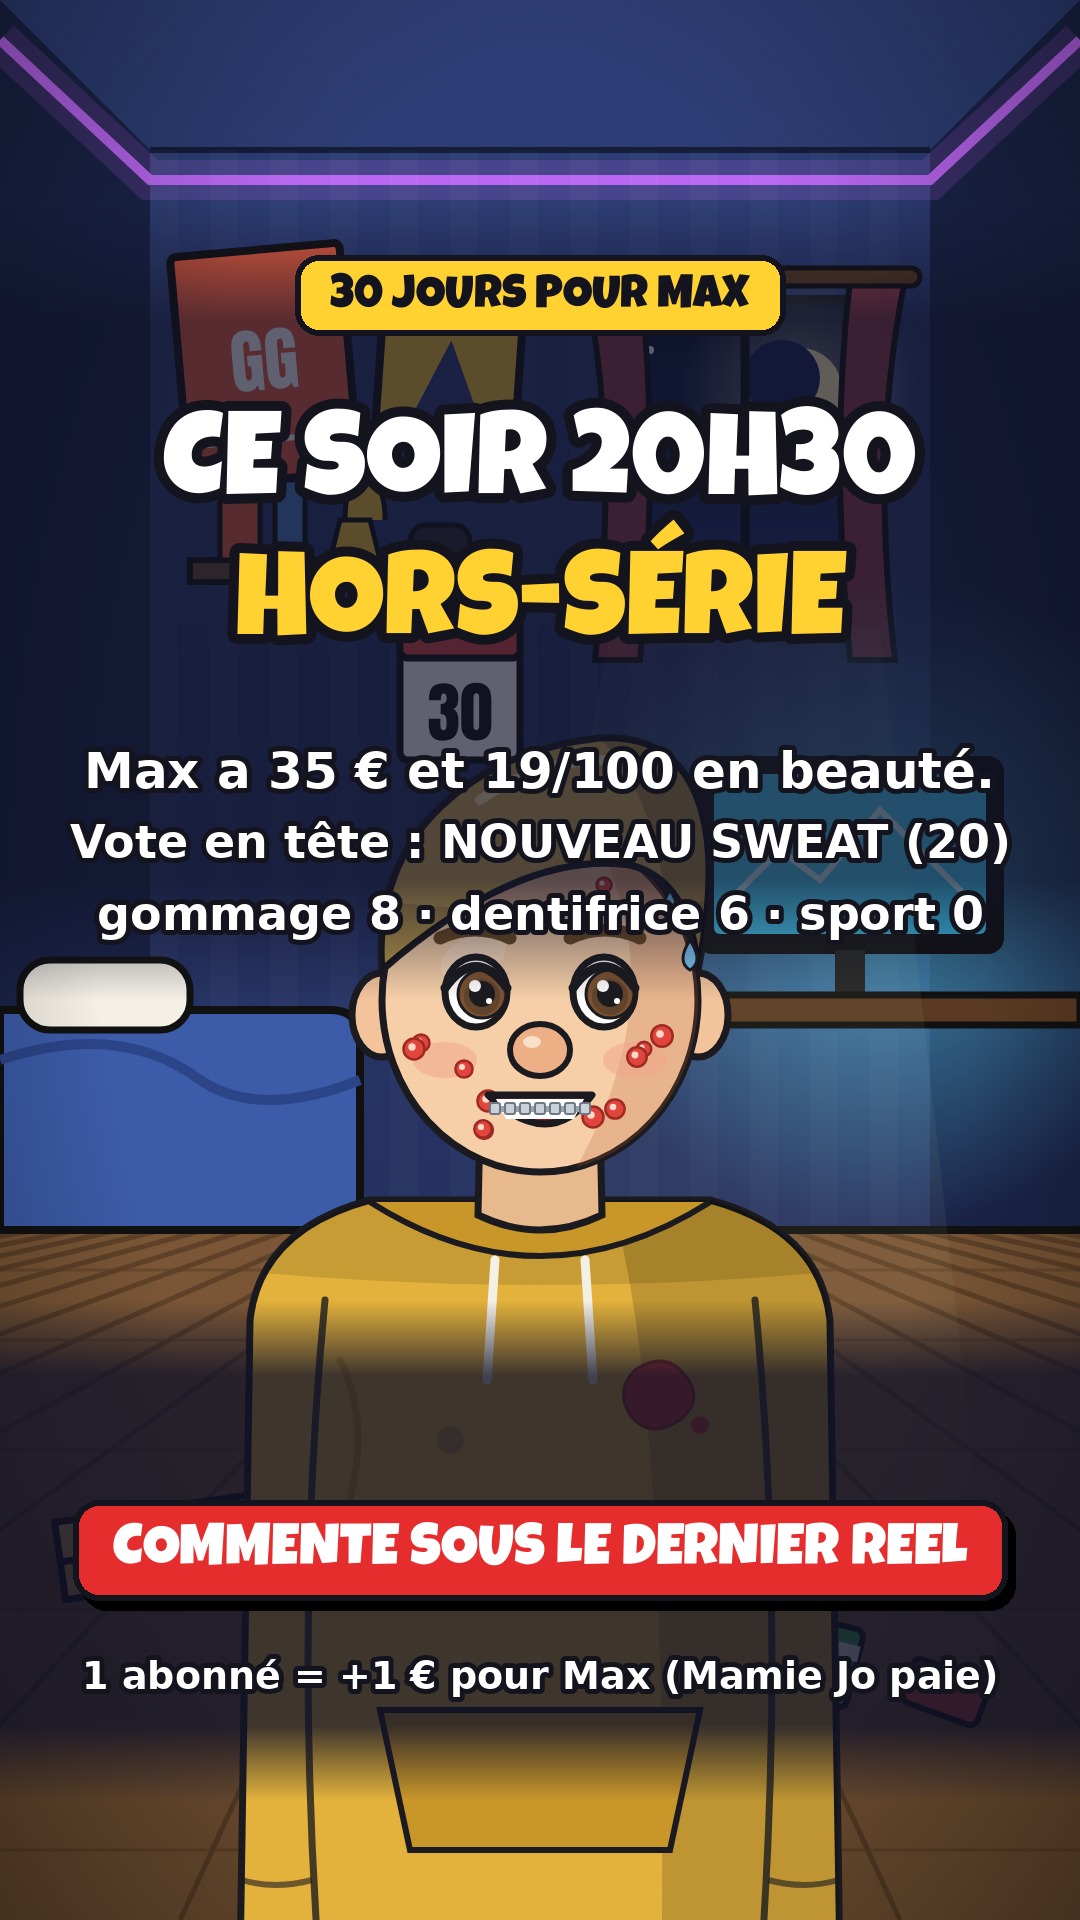 30 JOURS POUR MAX
GG
CE SOIR 20H30
HORS-SÉRIE
30
Max a 35 € et 19/100 en beauté.
Vote en tête : NOUVEAU SWEAT (20)
gommage 8 · dentifrice 6 · sport 0
COMMENTE SOUS LE DERNIER REEL
1 abonné = +1 € pour Max (Mamie Jo paie)